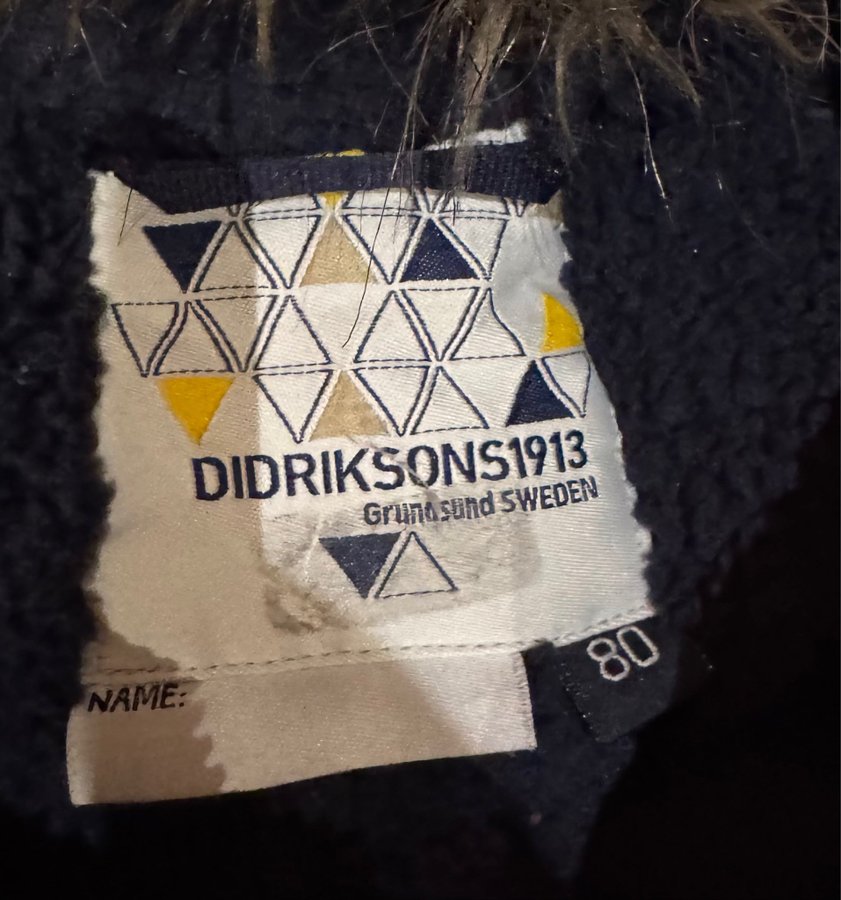 DIDRIKSONS1913
Grundsund SWEDEN
80
NAME: